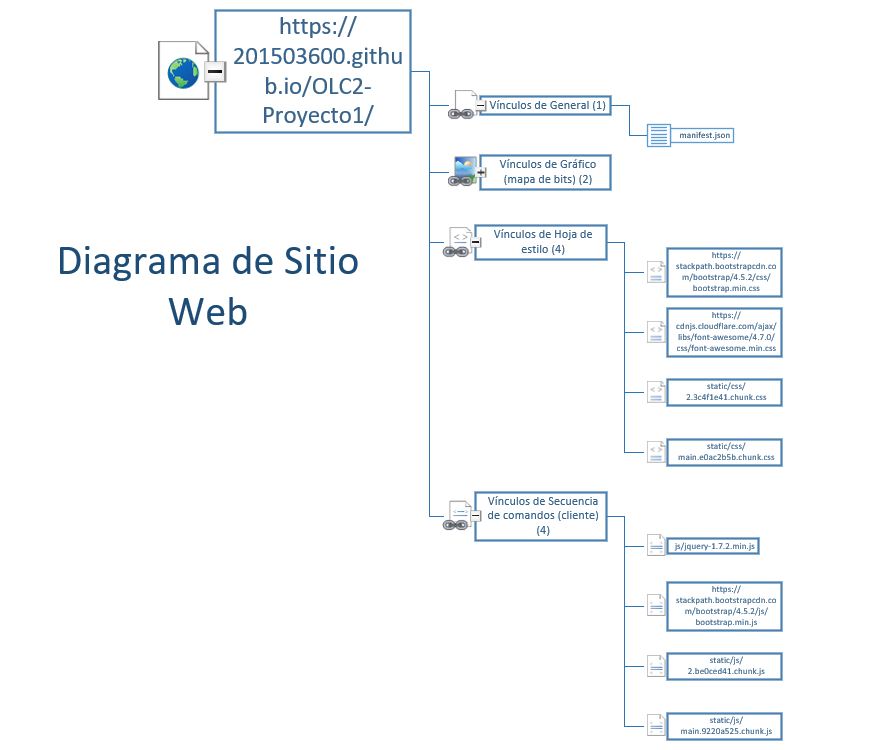 https://
201503600.githu
b.io/OLC2-
Proyecto1/
Vínculos de General (1)
manifest.json
Vínculos de Gráfico
(mapa de bits) (2)
Diagrama de Sitio
Web
Vínculos de Hoja de
estilo (4)
https://
stackpath.bootstrapcdn.co
m/bootstrap/4.5.2/css/
bootstrap.min.css
https://
cdnjs.cloudflare.com/ajax/
libs/font-awesome/4.7.0/
css/font-awesome.min.css
static/css/
2.3c4f1e41.chunk.css
static/css/
main.e0ac2b5b.chunk.css
Vínculos de Secuencia
de comandos (cliente)
(4)
js/jquery-1.7.2.min.js
https://
stackpath.bootstrapcdn.co
m/bootstrap/4.5.2/js/
bootstrap.min.js
static/js/
2.be0ced41.chunk.js
static/js/
main.9220a525.chunk.js